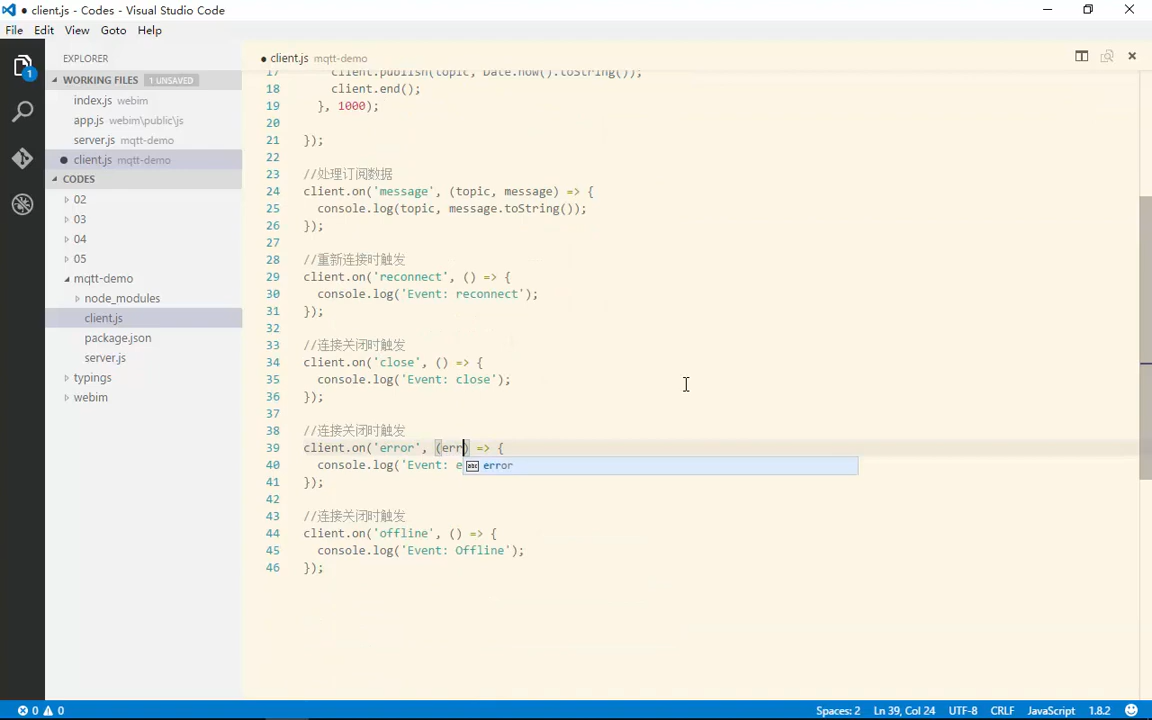 client.js - Codes - Visual Studio Code
File Edit View Goto Help
EXPLORER
WORKING FILES 1 UNSAVED
index.js webim
app.js webim\public\js
server.js mqtt-demo
client.js mqtt-demo
CODES
02
03
04
05
mqtt-demo
node_modules
client.js
package.json
server.js
typings
webim
1
client.js mqtt-demo
17 client.publish(topic, Date.now().toString());
18 client.end();
19 }, 1000);
20
21 });
22
23 //处理订阅数据
24 client.on('message', (topic, message) => {
25 console.log(topic, message.toString());
26 });
27
28 //重新连接时触发
29 client.on('reconnect', () => {
30 console.log('Event: reconnect');
31 });
32
33 //连接关闭时触发
34 client.on('close', () => {
35 console.log('Event: close');
36 });
37
38 //连接关闭时触发
39 client.on('error', (err) => {
40 console.log('Event: e
abc error
41 });
42
43 //连接关闭时触发
44 client.on('offline', () => {
45 console.log('Event: Offline');
46 });
0 0 Spaces: 2 Ln 39, Col 24 UTF-8 CRLF JavaScript 1.8.2